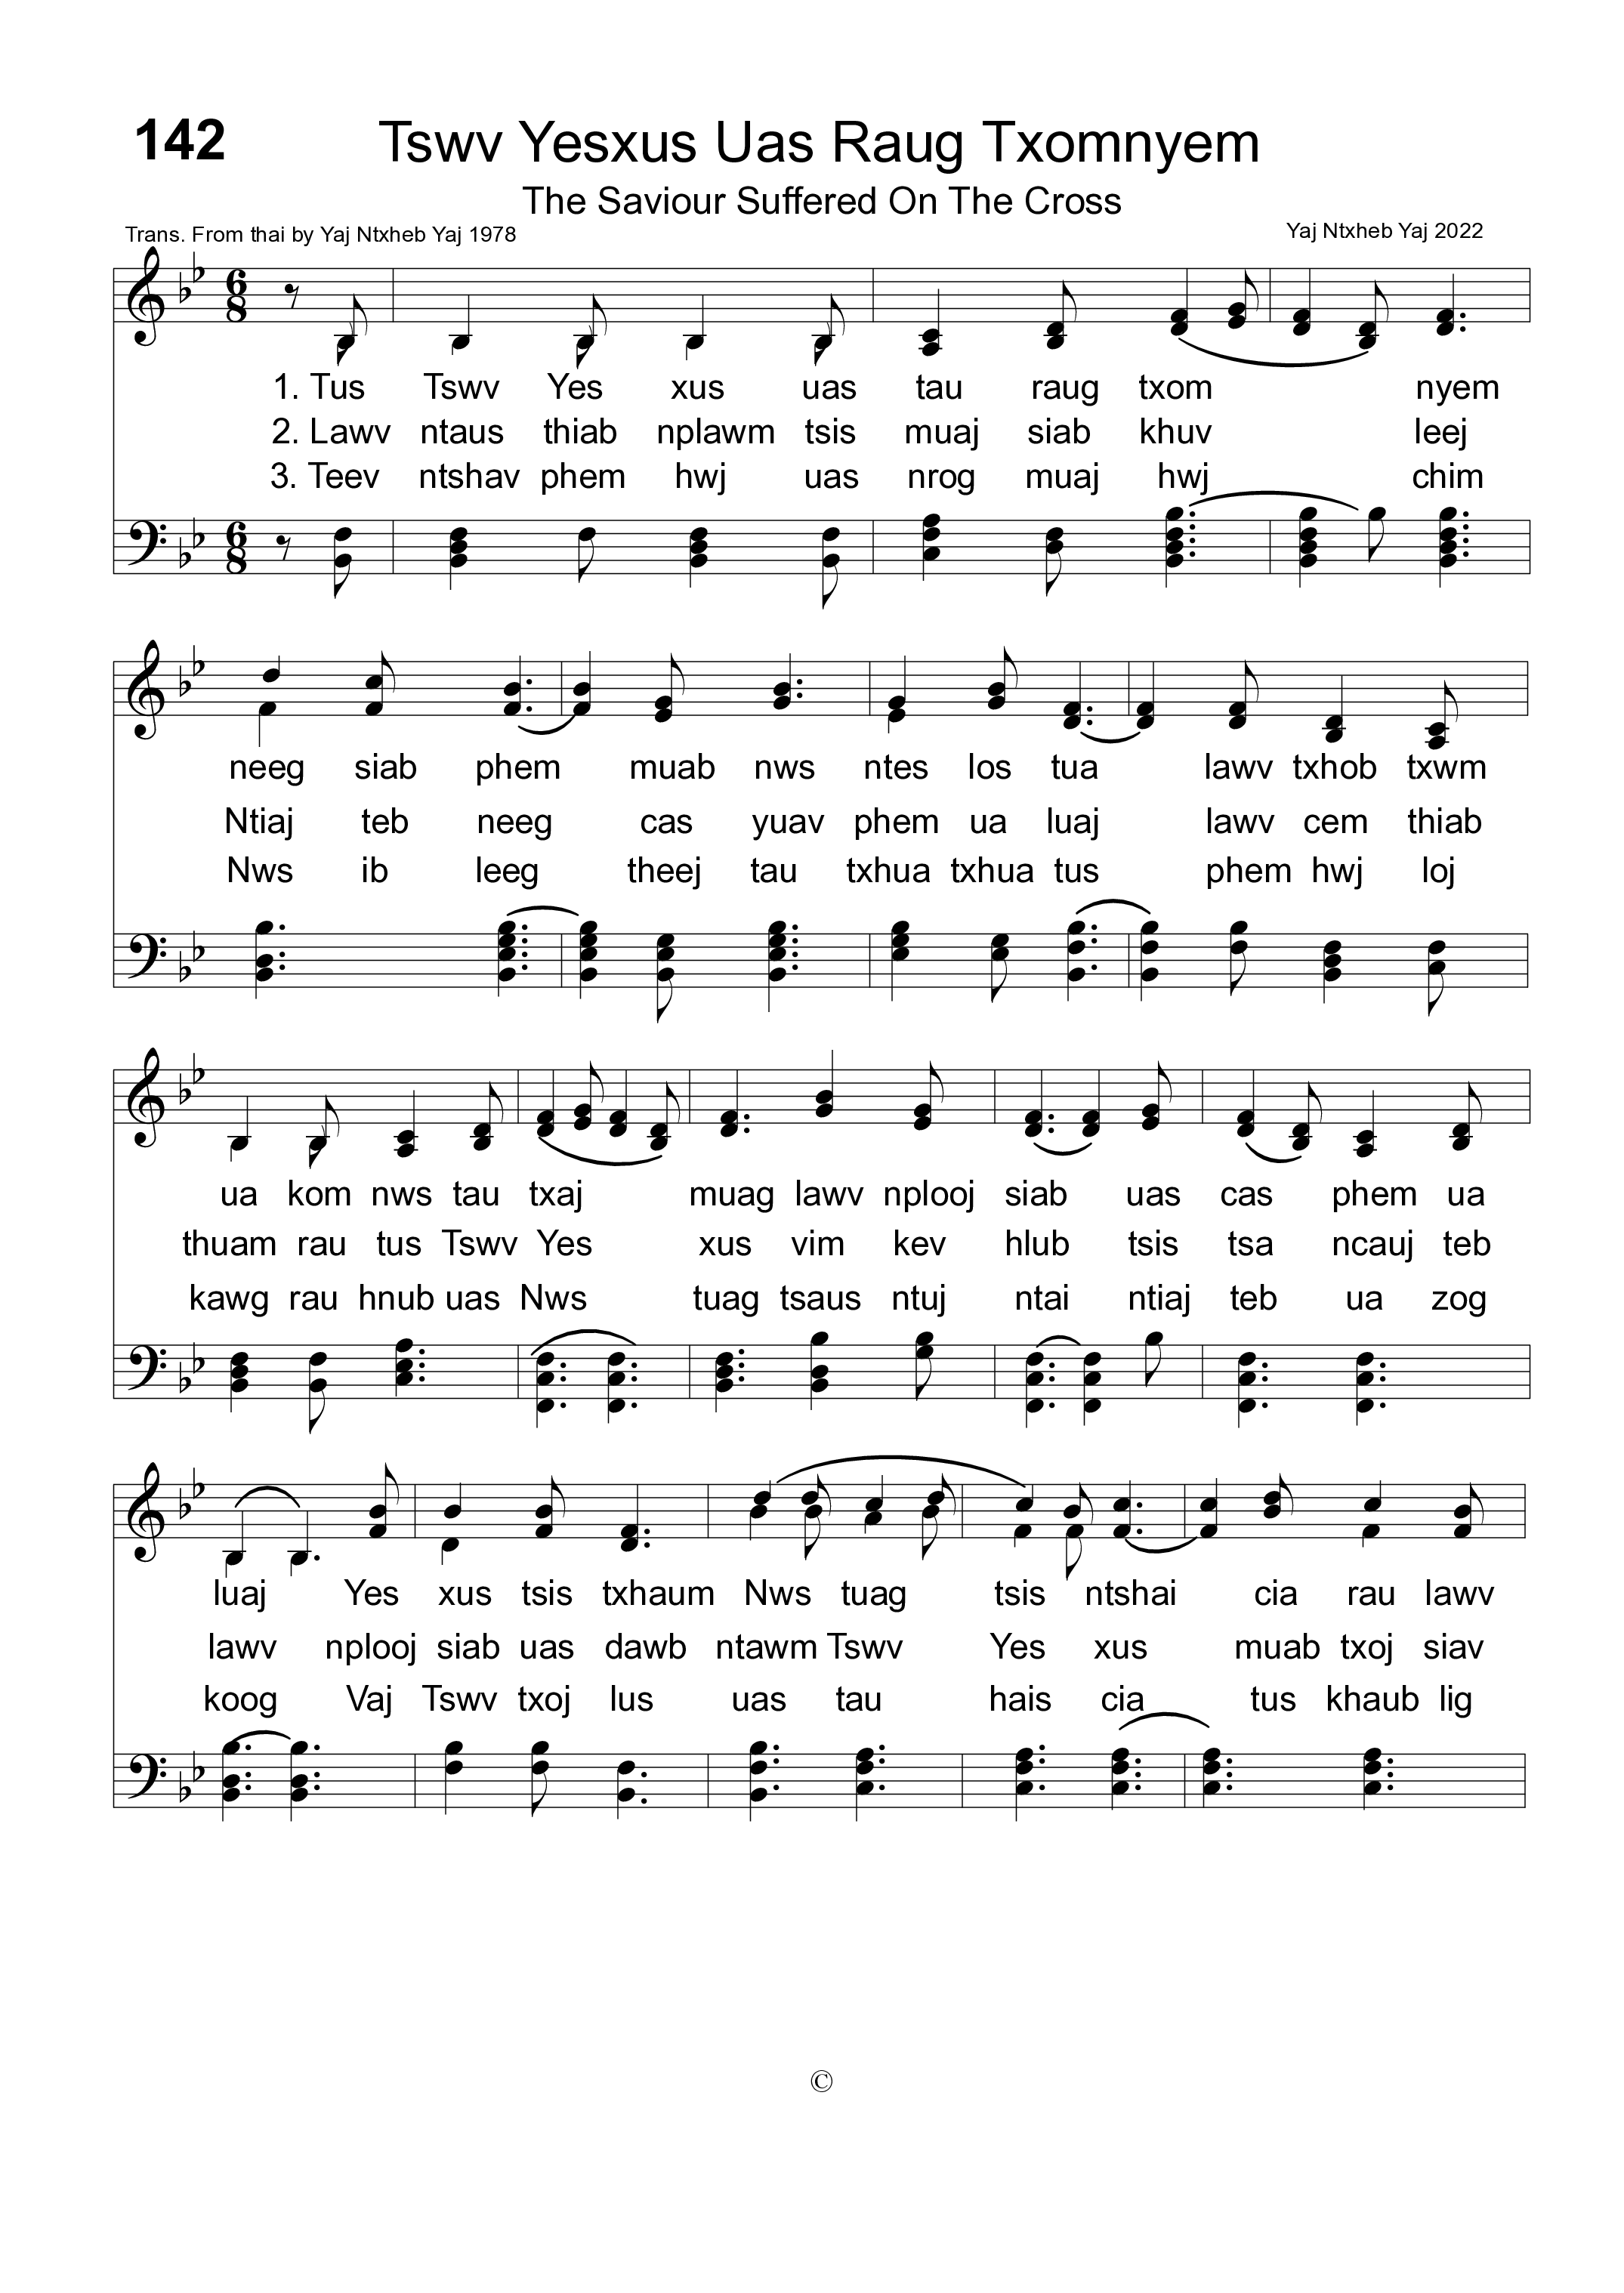 142
Tswv Yesxus Uas Raug Txomnyem
The Saviour Suffered On The Cross
Trans. From thai by Yaj Ntxheb Yaj 1978
Yaj Ntxheb Yaj 2022
1. Tus Tswv Yes xus uas tau raug txom nyem
2. Lawv ntaus thiab nplawm tsis muaj siab khuv leej
3. Teev ntshav phem hwj uas nrog muaj hwj chim
neeg siab phem muab nws ntes los tua lawv txhob txwm
Ntiaj teb neeg cas yuav phem ua luaj lawv cem thiab
Nws ib leeg theej tau txhua txhua tus phem hwj loj
ua kom nws tau txaj muag lawv nplooj siab uas cas phem ua
thuam rau tus Tswv Yes xus vim kev hlub tsis tsa ncauj teb
kawg rau hnub uas Nws tuag tsaus ntuj ntai ntiaj teb ua zog
luaj Yes xus tsis txhaum Nws tuag tsis ntshai cia rau lawv
lawv nplooj siab uas dawb ntawm Tswv Yes xus muab txoj siav
koog Vaj Tswv txoj lus uas tau hais cia tus khaub lig
©